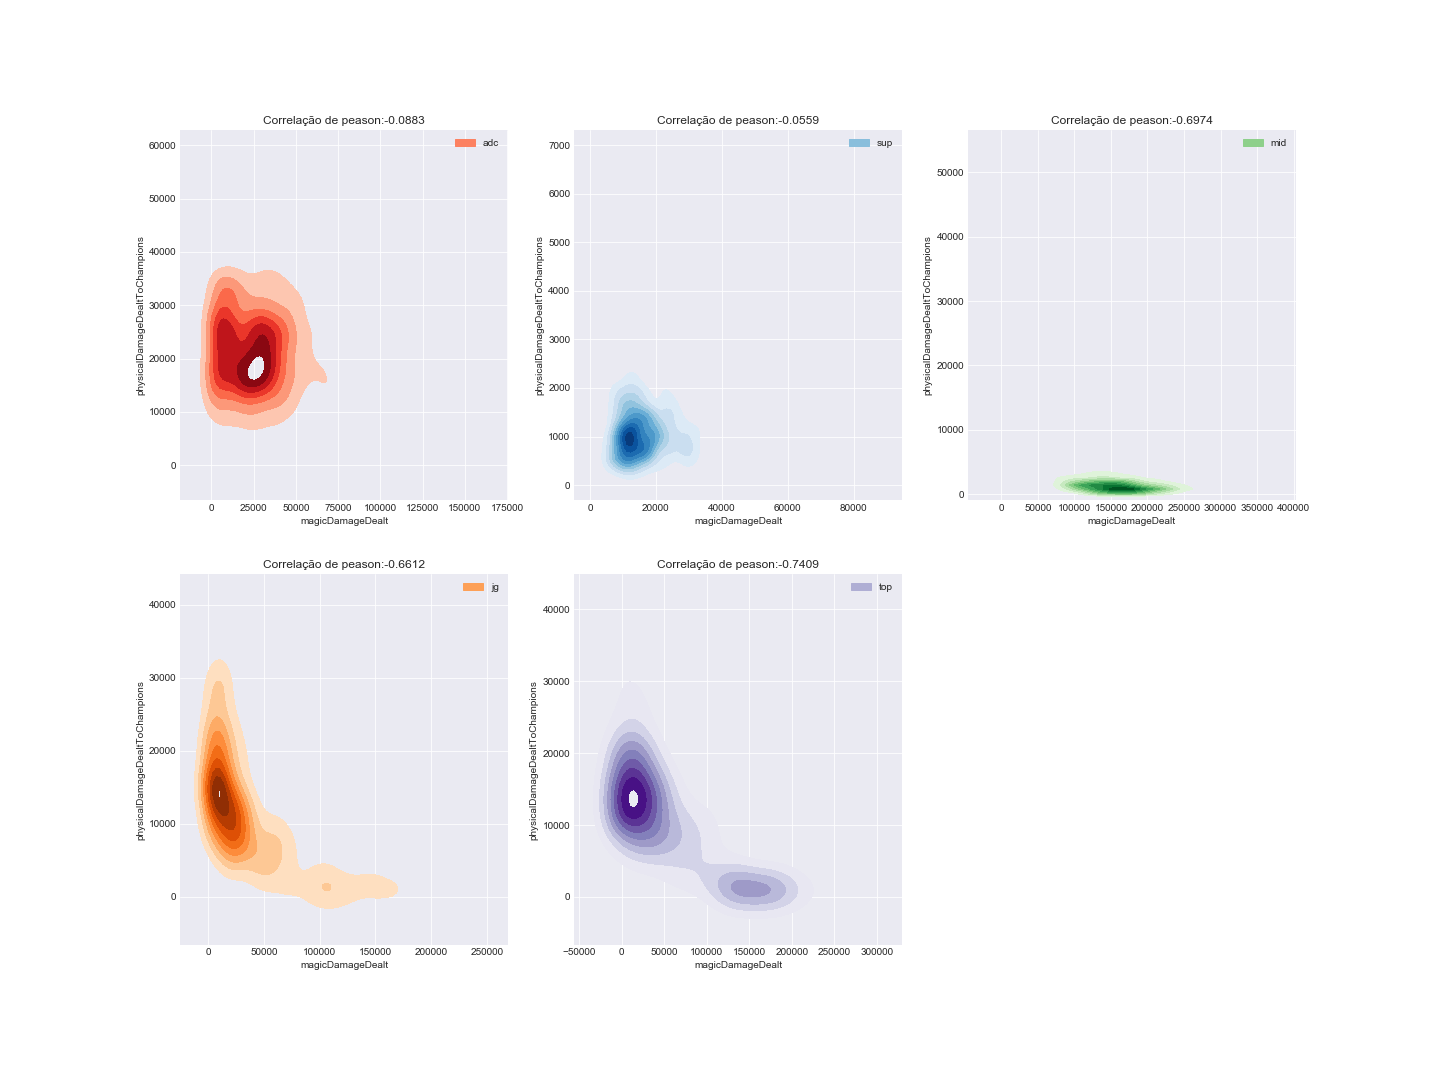 Correlação de peason:-0.0883
adc
60000
50000
40000
30000
20000
10000
0
physicalDamageDealtToChampions
0 25000 50000 75000 100000 125000 150000 175000
magicDamageDealt
Correlação de peason:-0.0559
sup
7000
6000
5000
4000
3000
2000
1000
0
physicalDamageDealtToChampions
0 20000 40000 60000 80000
magicDamageDealt
Correlação de peason:-0.6974
mid
50000
40000
30000
20000
10000
0
physicalDamageDealtToChampions
0 50000 100000 150000 200000 250000 300000 350000 400000
magicDamageDealt
Correlação de peason:-0.6612
jg
40000
30000
20000
10000
0
physicalDamageDealtToChampions
0 50000 100000 150000 200000 250000
magicDamageDealt
Correlação de peason:-0.7409
top
40000
30000
20000
10000
0
physicalDamageDealtToChampions
−50000 0 50000 100000 150000 200000 250000 300000
magicDamageDealt